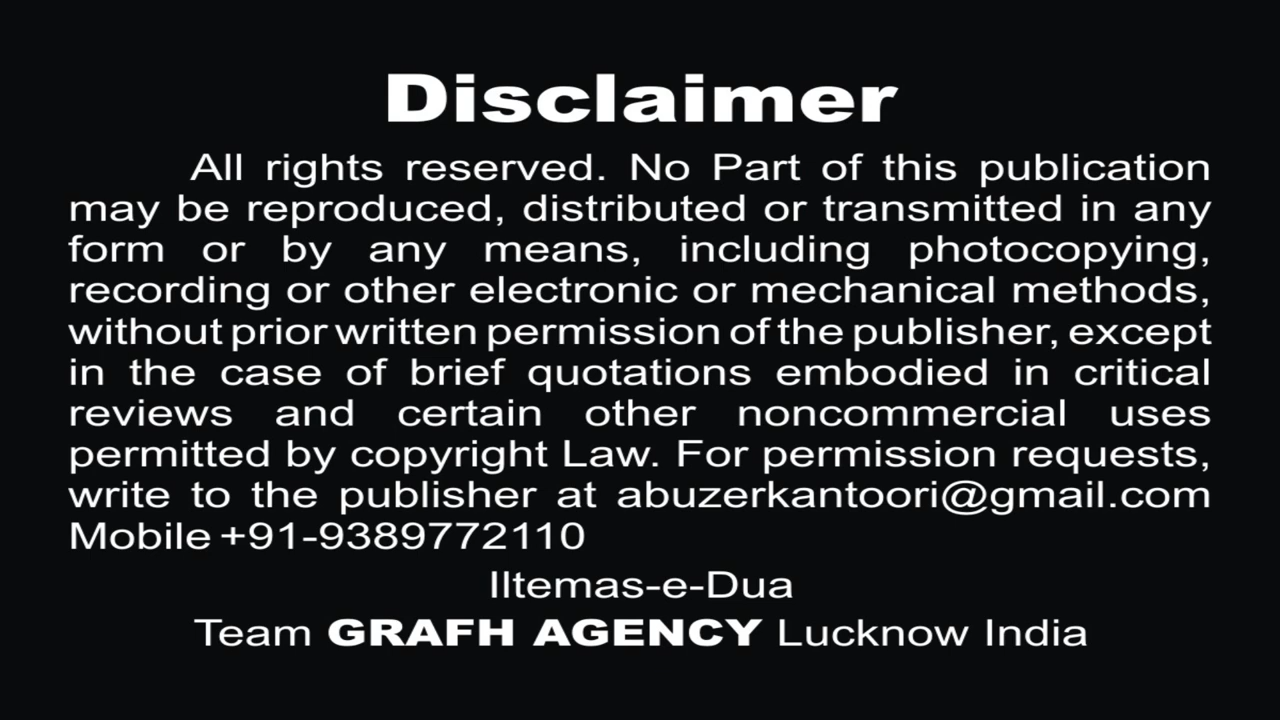 Disclaimer
All rights reserved. No Part of this publication
may be reproduced, distributed or transmitted in any
form or by any means, including photocopying,
recording or other electronic or mechanical methods,
without prior written permission of the publisher, except
in the case of brief quotations embodied in critical
reviews and certain other noncommercial uses
permitted by copyright Law. For permission requests,
write to the publisher at abuzerkantoori@gmail.com
Mobile +91-9389772110
Iltemas-e-Dua
Team GRAFH AGENCY Lucknow India